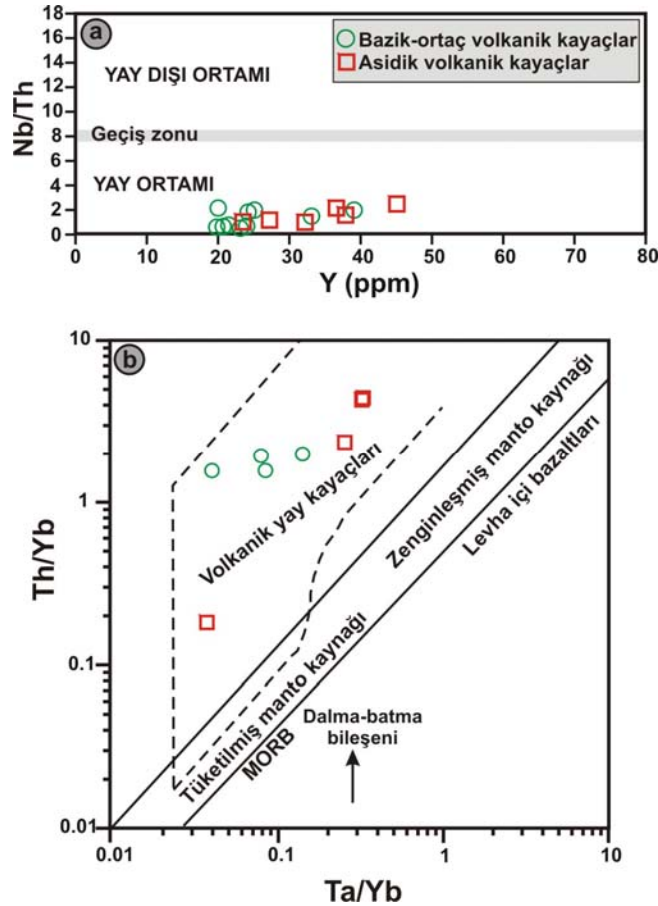 a
18
16
14
12
10
8
6
4
2
0
Nb/Th
YAY DIŞI ORTAMI
Bazik-ortaç volkanik kayaçlar
Asidik volkanik kayaçlar
Geçiş zonu
YAY ORTAMI
0 10 20 30 40 50 60 70 80
Y (ppm)
b
10
1
0.1
0.01
Th/Yb
Volkanik yay kayaçları
Zenginleşmiş manto kaynağı
Levha içi bazaltları
Tüketilmiş manto kaynağı
MORB
Dalma-batma
bileşeni
0.01 0.1 1 10
Ta/Yb